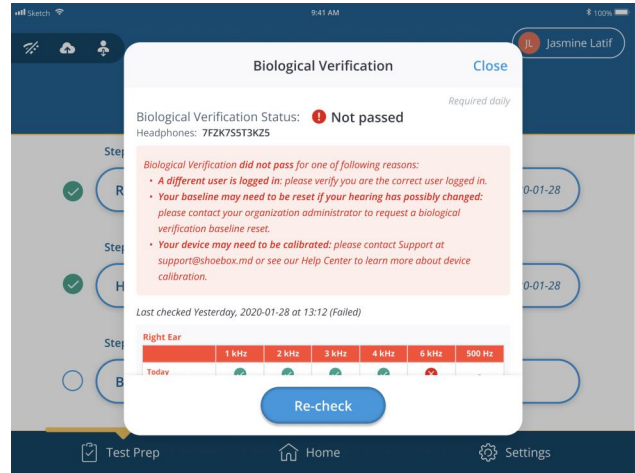 Sketch
9:41 AM
100%
JL Jasmine Latif
Biological Verification
Close
Required daily
Biological Verification Status: Not passed
Headphones: 7FZK7S5T3KZ5
Biological Verification did not pass for one of following reasons:
• A different user is logged in: please verify you are the correct user logged in.
• Your baseline may need to be reset if your hearing has possibly changed:
please contact your organization administrator to request a biological
verification baseline reset.
• Your device may need to be calibrated: please contact Support at
support@shoebox.md or see our Help Center to learn more about device
calibration.
Last checked Yesterday, 2020-01-28 at 13:12 (Failed)
Right Ear
1 kHz 2 kHz 3 kHz 4 kHz 6 kHz 500 Hz
Today
Re-check
Step
R
0-01-28
Step
H
0-01-28
Step
B
Test Prep
Home
Settings